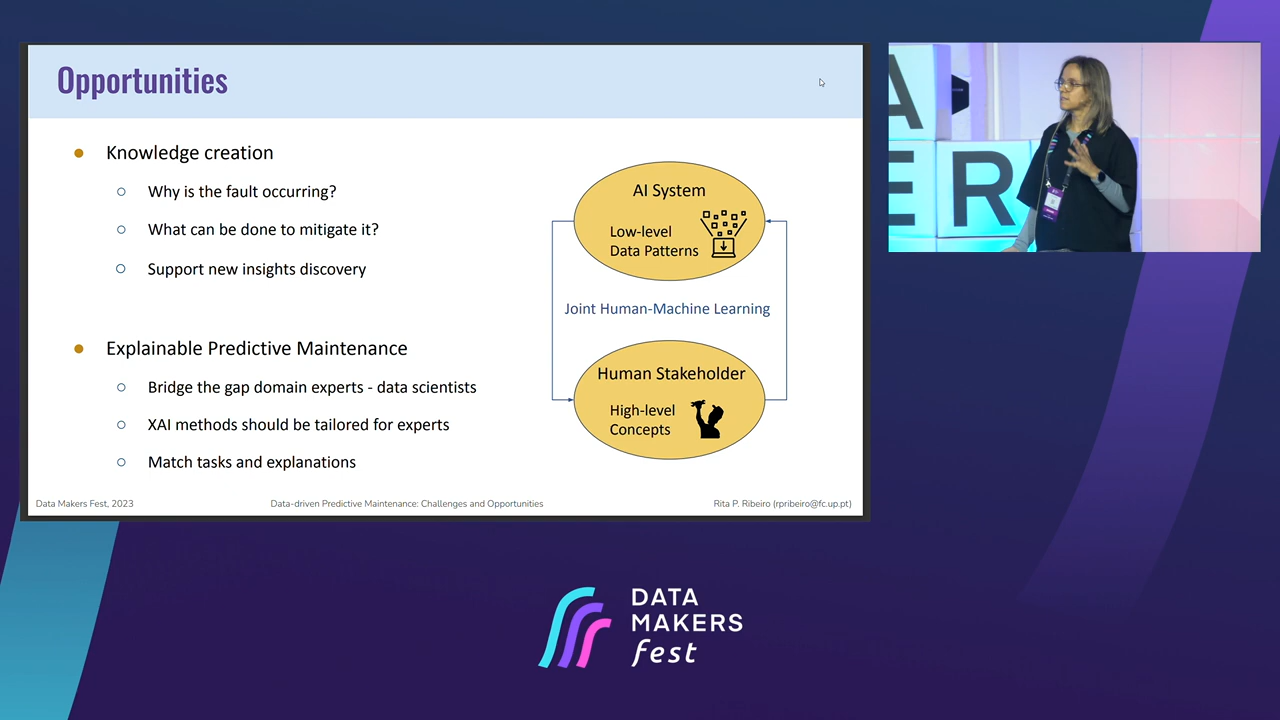 Opportunities
Knowledge creation
Why is the fault occurring?
What can be done to mitigate it?
Support new insights discovery
Explainable Predictive Maintenance
Bridge the gap domain experts - data scientists
XAI methods should be tailored for experts
Match tasks and explanations
AI System
Low-level
Data Patterns
Joint Human-Machine Learning
Human Stakeholder
High-level
Concepts
Data Makers Fest, 2023
Data-driven Predictive Maintenance: Challenges and Opportunities
Rita P. Ribeiro (rpribeiro@fc.up.pt)
A
E R
DATA
MAKERS
fest